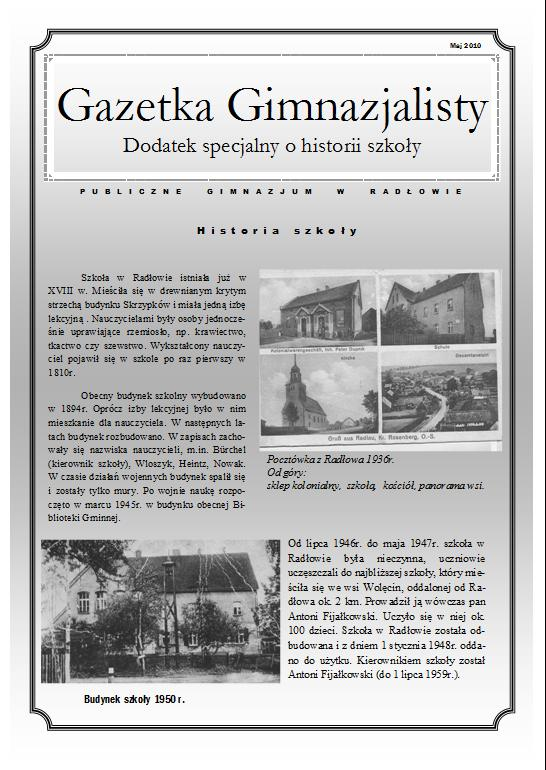 Maj 2010
Gazetka Gimnazjalisty
Dodatek specjalny o historii szkoły
PUBLICZNE GIMNAZJUM W RADŁOWIE
Historia szkoły
Szkoła w Radłowie istniała już w
XVIII w. Mieściła się w drewnianym krytym
strzechą budynku Skrzypków i miała jedną izbę
lekcyjną . Nauczycielami były osoby jednocze-
śnie uprawiające rzemiosło, np. krawiectwo,
tkactwo czy szewstwo. Wykształcony nauczy-
ciel pojawił się w szkole po raz pierwszy w
1810r.
Obecny budynek szkolny wybudowano
w 1894r. Oprócz izby lekcyjnej było w nim
mieszkanie dla nauczyciela. W następnych la-
tach budynek rozbudowano. W zapisach zacho-
wały się nazwiska nauczycieli, m.in. Bürchel
(kierownik szkoły), Wloszyk, Heintz, Nowak.
W czasie działań wojennych budynek spalił się
i zostały tylko mury. Po wojnie naukę rozpo-
częto w marcu 1945r. w budynku obecnej Bi-
blioteki Gminnej.
Kolonialwarengeschäft, Inh. Peter Dupnik
Schule
Kirche
Gesamtansicht
Gruß aus Radlau, Kr. Rosenberg, O.-S.
Pocztówka z Radłowa 1936r.
Od góry:
sklep kolonialny, szkoła, kościół, panorama wsi.
Od lipca 1946r. do maja 1947r. szkoła w
Radłowie była nieczynna, uczniowie
uczęszczali do najbliższej szkoły, który mie-
ściła się we wsi Wolęcin, oddalonej od Ra-
dłowa ok. 2 km. Prowadził ją wówczas pan
Antoni Fijałkowski. Uczyło się w niej ok.
100 dzieci. Szkoła w Radłowie została od-
budowana i z dniem 1 stycznia 1948r. odda-
no do użytku. Kierownikiem szkoły został
Antoni Fijałkowski (do 1 lipca 1959r.).
Budynek szkoły 1950 r.